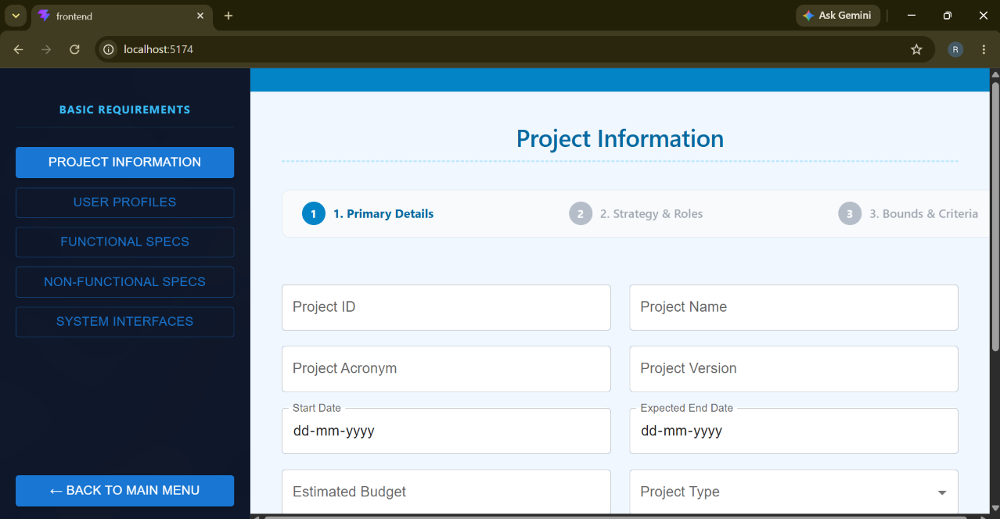 frontend
Ask Gemini
localhost:5174
R
BASIC REQUIREMENTS
PROJECT INFORMATION
USER PROFILES
FUNCTIONAL SPECS
NON-FUNCTIONAL SPECS
SYSTEM INTERFACES
← BACK TO MAIN MENU
Project Information
1 1. Primary Details
2 2. Strategy & Roles
3 3. Bounds & Criteria
Project ID
Project Name
Project Acronym
Project Version
Start Date
dd-mm-yyyy
Expected End Date
dd-mm-yyyy
Estimated Budget
Project Type